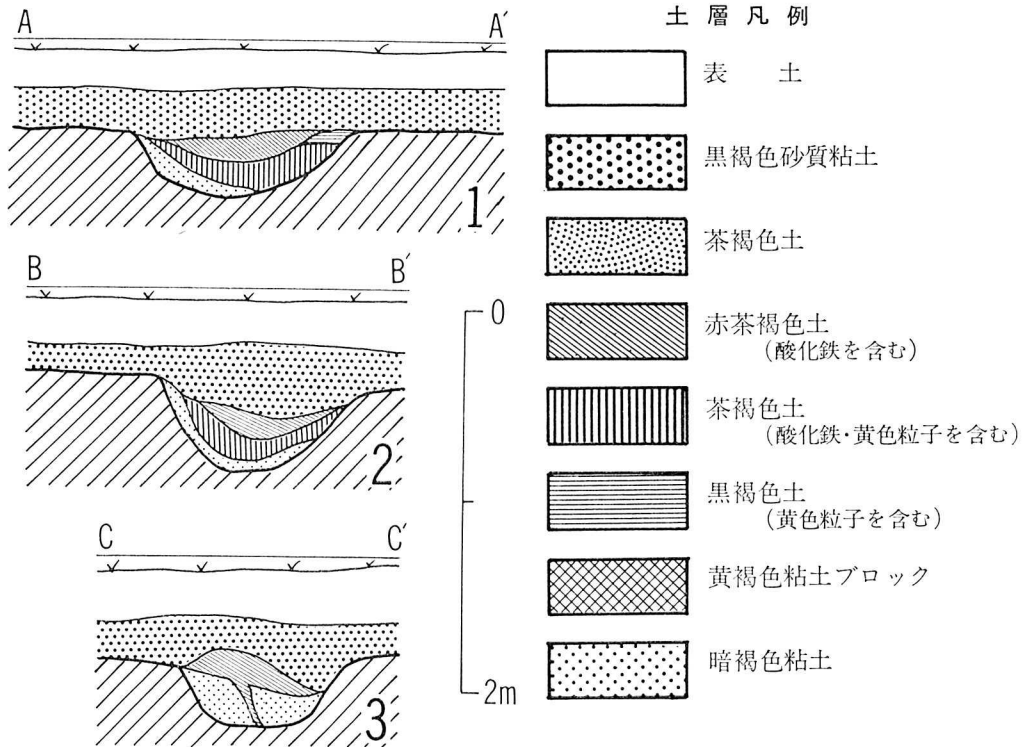 A A′
1
B B′
2
C C′
3
0
2m
土層凡例
表土
黒褐色砂質粘土
茶褐色土
赤茶褐色土
(酸化鉄を含む)
茶褐色土
(酸化鉄・黄色粒子を含む)
黒褐色土
(黄色粒子を含む)
黄褐色粘土ブロック
暗褐色粘土